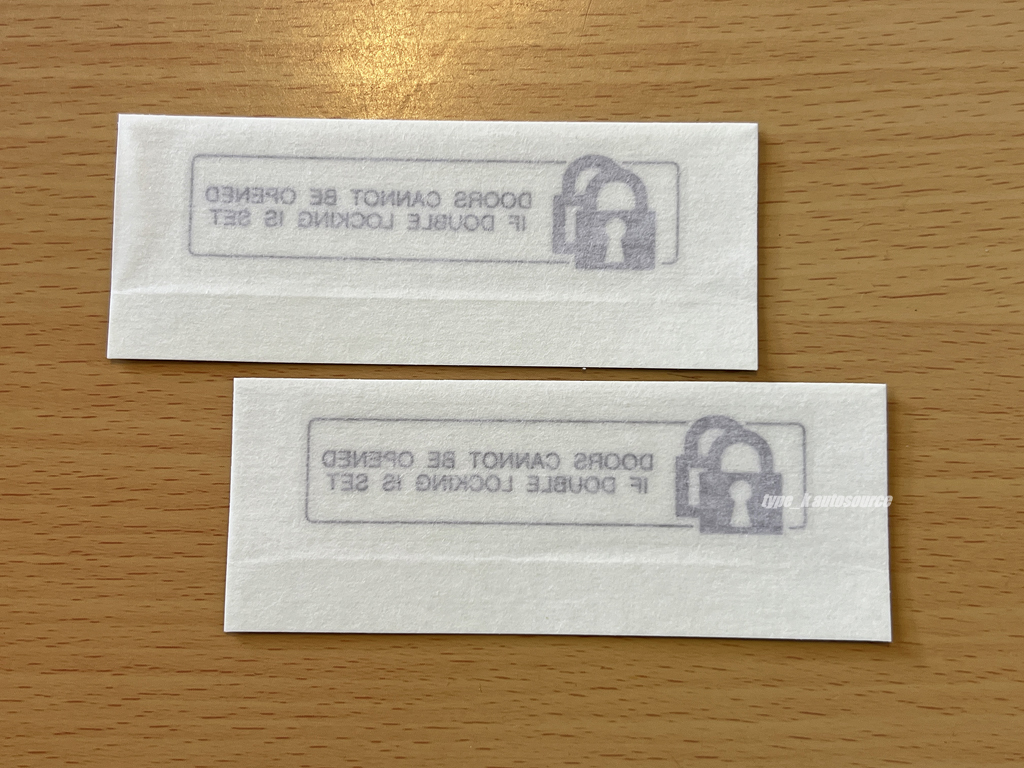 DOORS CANNOT BE OPENED
IF DOUBLE LOCKING IS SET
DOORS CANNOT BE OPENED
IF DOUBLE LOCKING IS SET
type_k autosource